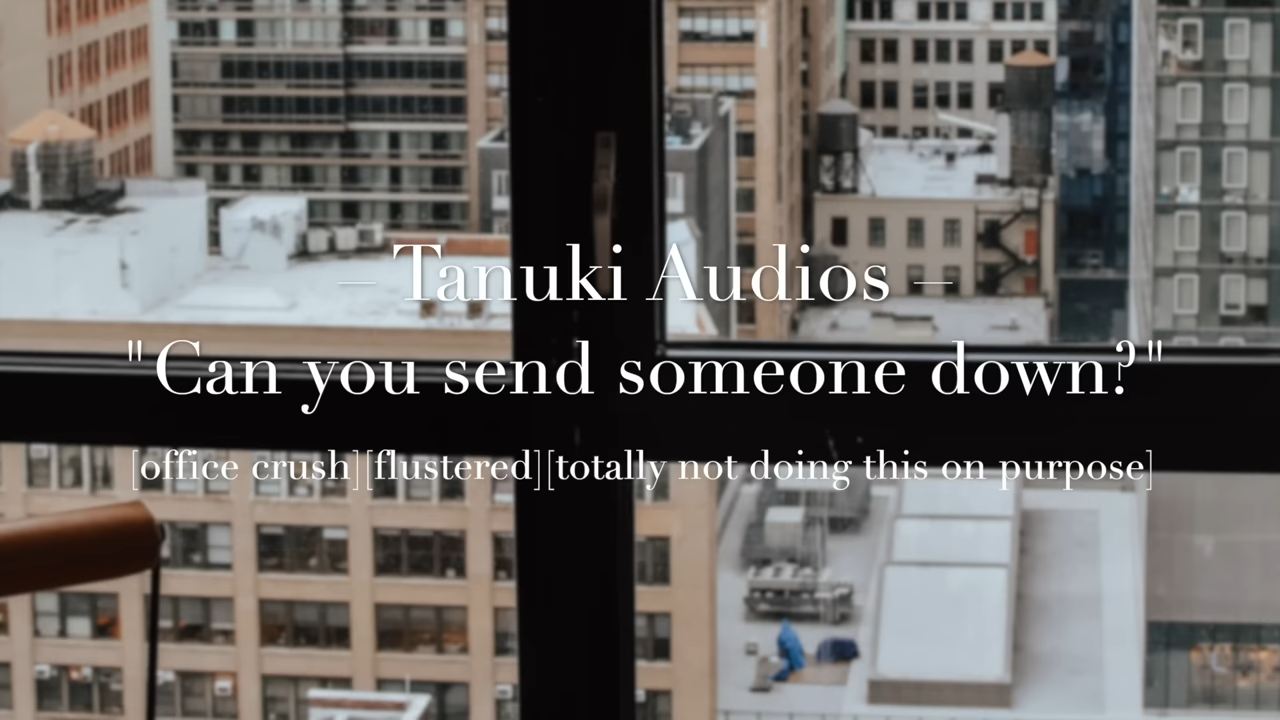 – Tanuki Audios –
"Can you send someone down?"
[office crush][flustered][totally not doing this on purpose]